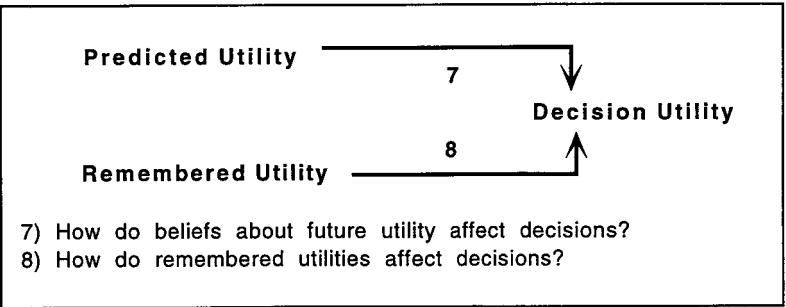 Predicted Utility
7
Decision Utility
8
Remembered Utility
7) How do beliefs about future utility affect decisions?
8) How do remembered utilities affect decisions?